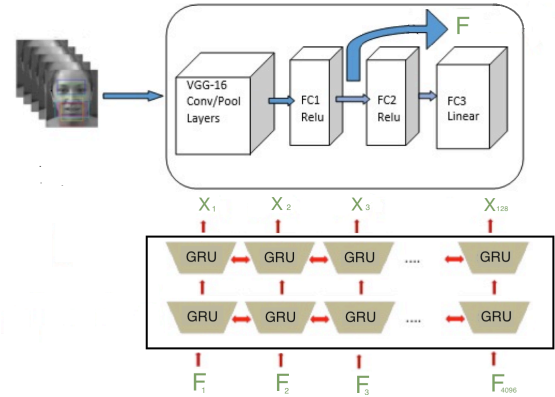 F
VGG-16
Conv/Pool
Layers
FC1
Relu
FC2
Relu
FC3
Linear
X1 X2 X3 X128
GRU GRU GRU .... GRU
GRU GRU GRU .... GRU
F1 F2 F3 F4096